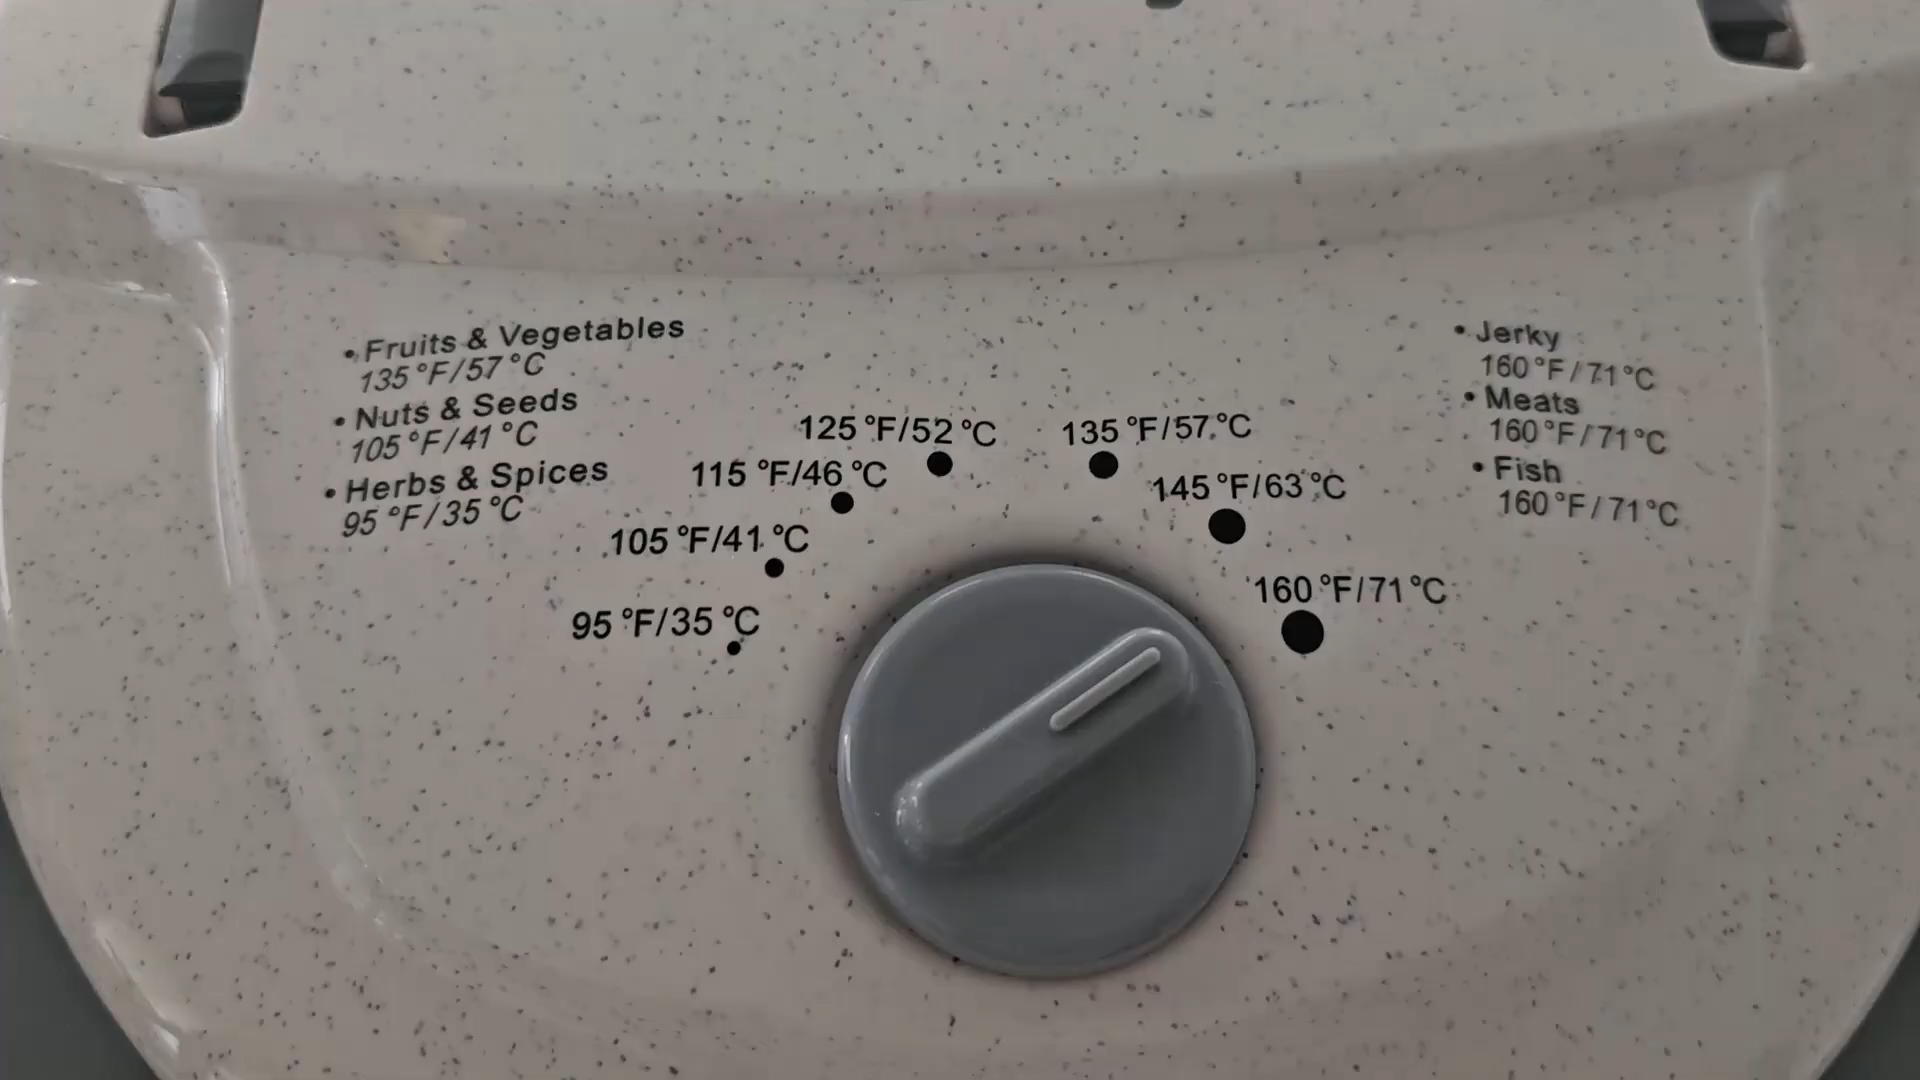 • Fruits & Vegetables
135°F/57°C
• Nuts & Seeds
105°F/41°C
• Herbs & Spices
95°F/35°C
95°F/35°C
105°F/41°C
115°F/46°C
125°F/52°C
135°F/57°C
145°F/63°C
160°F/71°C
• Jerky
160°F/71°C
• Meats
160°F/71°C
• Fish
160°F/71°C